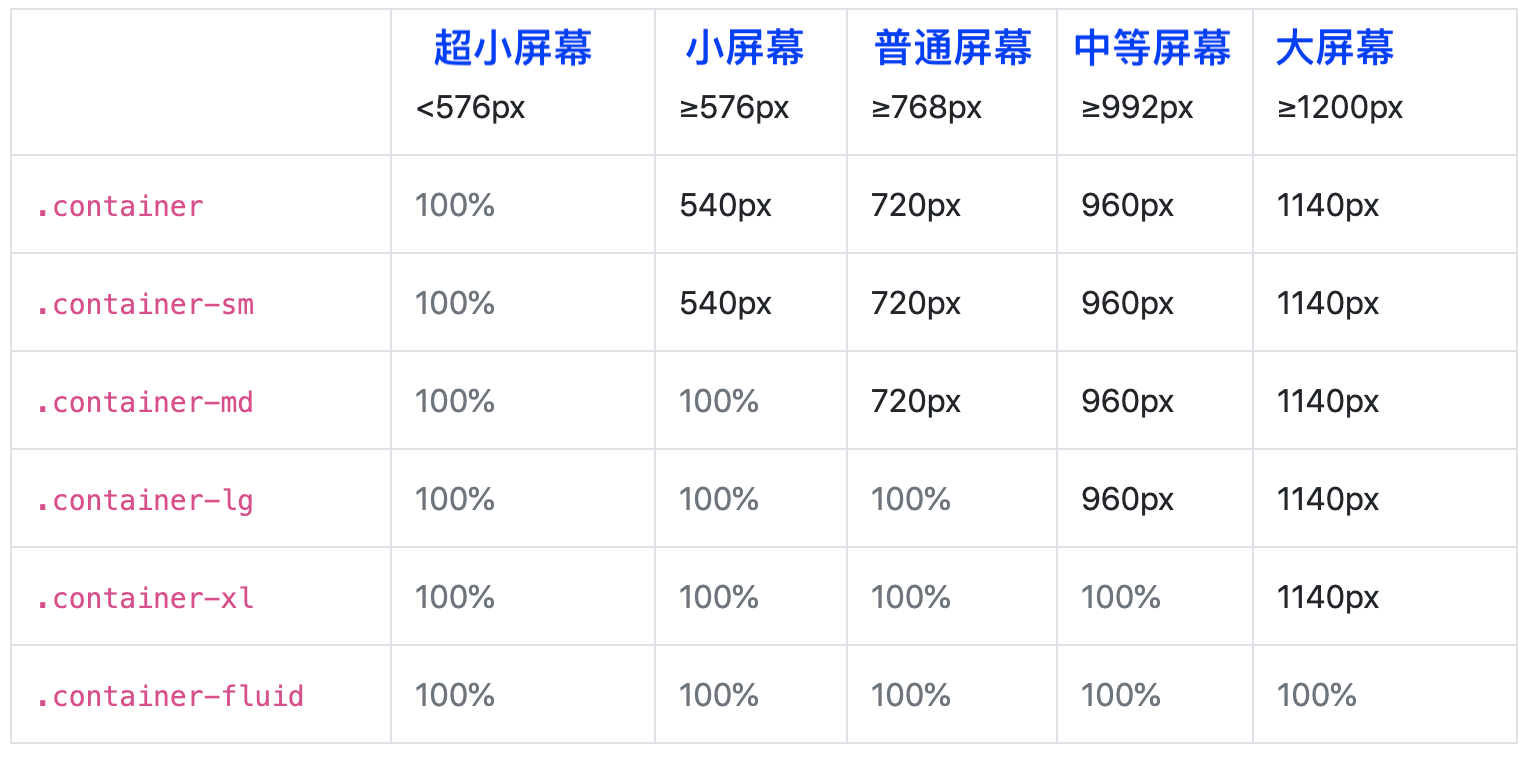 超小屏幕 小屏幕 普通屏幕 中等屏幕 大屏幕
<576px ≥576px ≥768px ≥992px ≥1200px
.container 100% 540px 720px 960px 1140px
.container-sm 100% 540px 720px 960px 1140px
.container-md 100% 100% 720px 960px 1140px
.container-lg 100% 100% 100% 960px 1140px
.container-xl 100% 100% 100% 100% 1140px
.container-fluid 100% 100% 100% 100% 100%